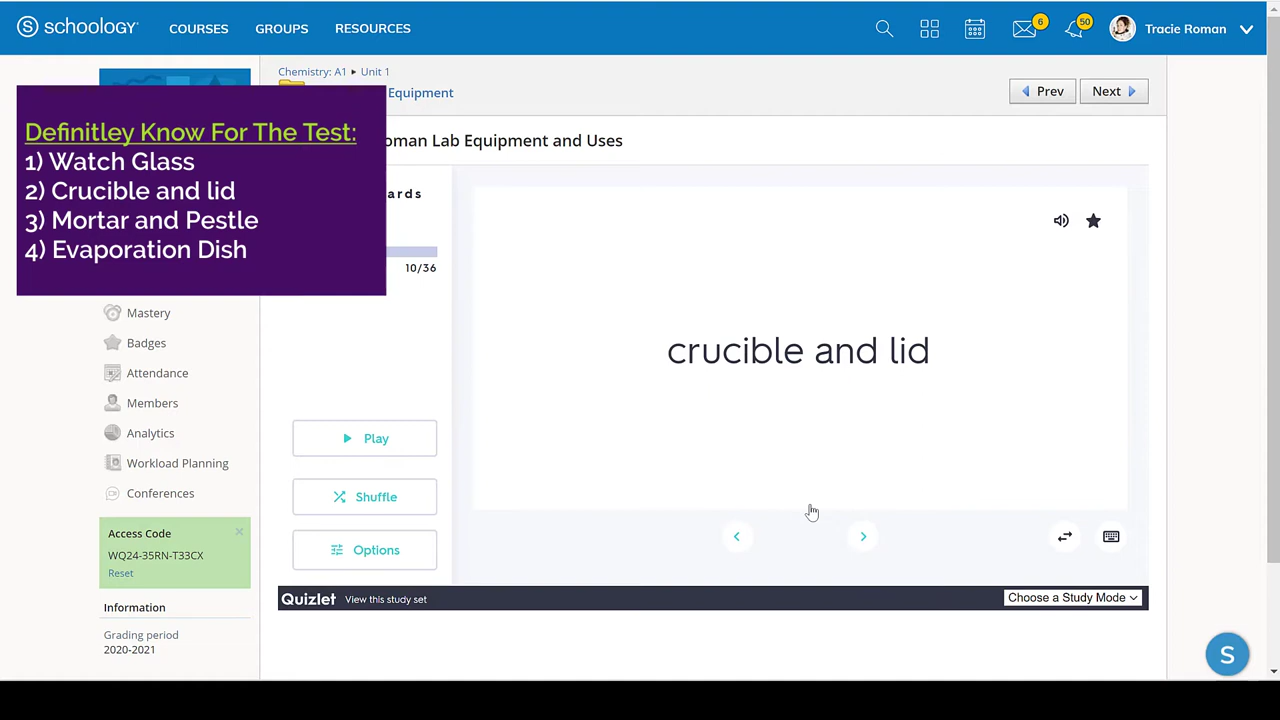 schoology
COURSES
GROUPS
RESOURCES
6
50
Tracie Roman
Chemistry: A1 ▸ Unit 1
Equipment
Prev
Next
Definitley Know For The Test:
1) Watch Glass
2) Crucible and lid
3) Mortar and Pestle
4) Evaporation Dish
oman Lab Equipment and Uses
ards
10/36
crucible and lid
Mastery
Badges
Attendance
Members
Analytics
Workload Planning
Conferences
Play
Shuffle
Options
Access Code
WQ24-35RN-T33CX
Reset
Information
Grading period
2020-2021
Quizlet View this study set
Choose a Study Mode
S